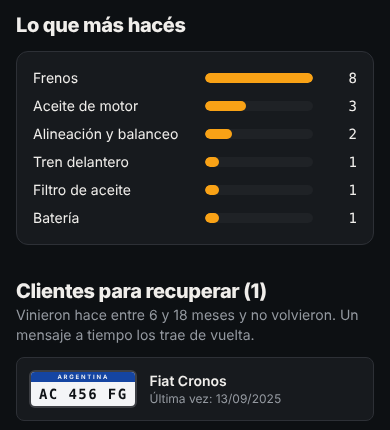 Lo que más hacés
Frenos 8
Aceite de motor 3
Alineación y balanceo 2
Tren delantero 1
Filtro de aceite 1
Batería 1
Clientes para recuperar (1)
Vinieron hace entre 6 y 18 meses y no volvieron. Un
mensaje a tiempo los trae de vuelta.
ARGENTINA
AC 456 FG
Fiat Cronos
Última vez: 13/09/2025